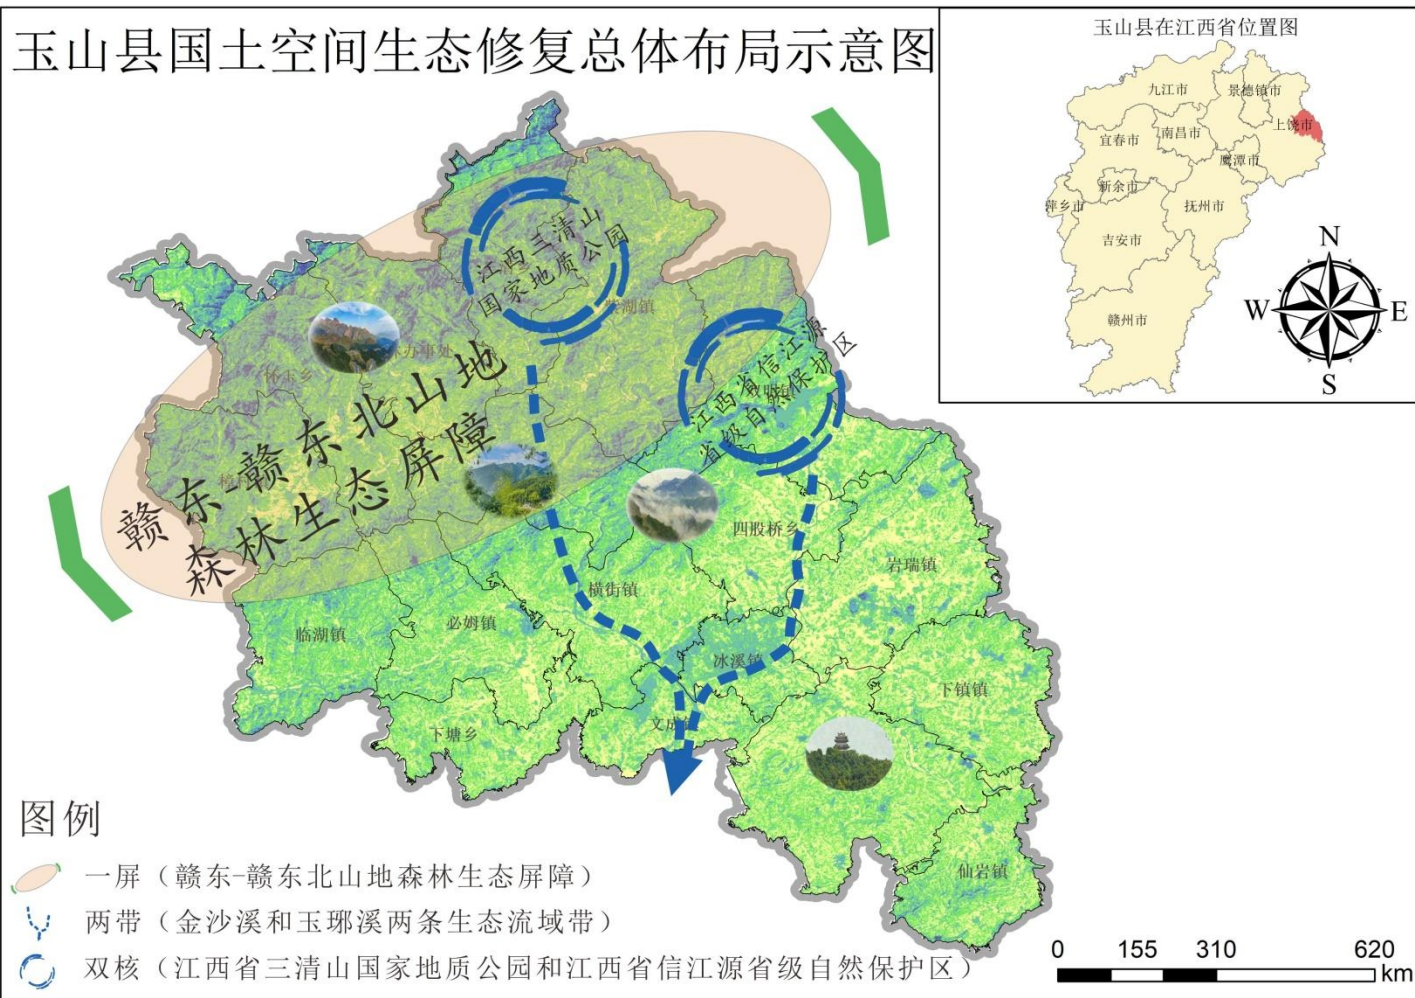 玉山县国土空间生态修复总体布局示意图
玉山县在江西省位置图
九江市
景德镇市
上饶市
宜春市
南昌市
鹰潭市
新余市
萍乡市
抚州市
吉安市
赣州市
N
W
E
S
江西三清山
国家地质公园
紫湖镇
江西省信江源
省级自然保护区
怀玉乡
办事处
赣东-赣东北山地
森林生态屏障
四股桥乡
岩瑞镇
横街镇
必姆镇
临湖镇
冰溪镇
下镇镇
文成镇
下塘乡
仙岩镇
图例
一屏（赣东-赣东北山地森林生态屏障）
两带（金沙溪和玉琊溪两条生态流域带）
双核（江西省三清山国家地质公园和江西省信江源省级自然保护区）
0 155 310 620
km